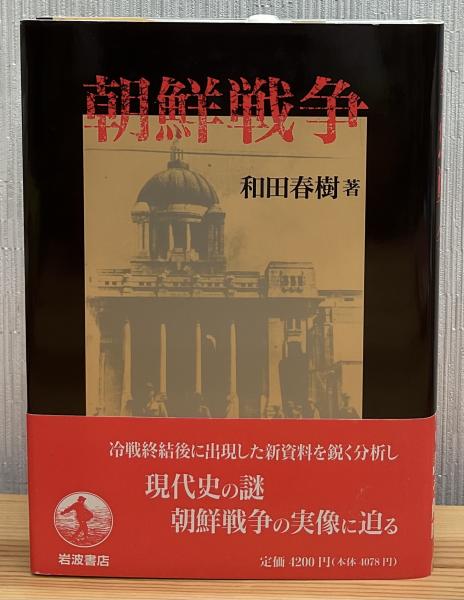 朝鮮戦争
和田春樹 著
冷戦終結後に出現した新資料を鋭く分析し
現代史の謎
朝鮮戦争の実像に迫る
岩波書店
定価 4200円(本体 4078円)